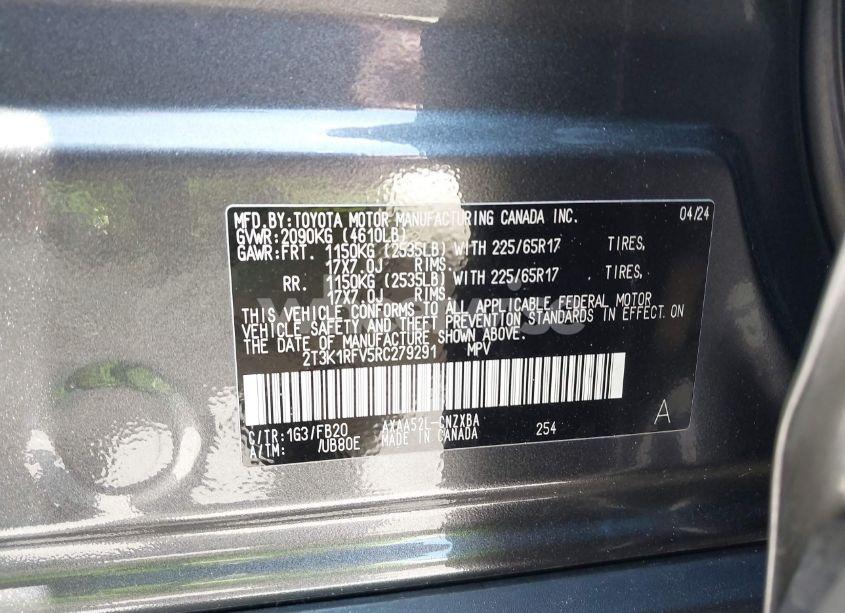 MFD.BY:TOYOTA MOTOR MANUFACTURING CANADA INC. 04/24
GVWR:2090KG (4610LB)
GAWR:FRT. 1150KG (2535LB) WITH 225/65R17 TIRES,
17X7.0J RIMS,
RR. 1150KG (2535LB) WITH 225/65R17 TIRES,
17X7.0J RIMS,
THIS VEHICLE CONFORMS TO ALL APPLICABLE FEDERAL MOTOR
VEHICLE SAFETY AND THEFT PREVENTION STANDARDS IN EFFECT ON
THE DATE OF MANUFACTURE SHOWN ABOVE.
2T3K1RFV5RC279291 MPV
C/TR:1G3/FB20 AXAA52L-CNZXBA 254 A
A/TM: /UB80E MADE IN CANADA